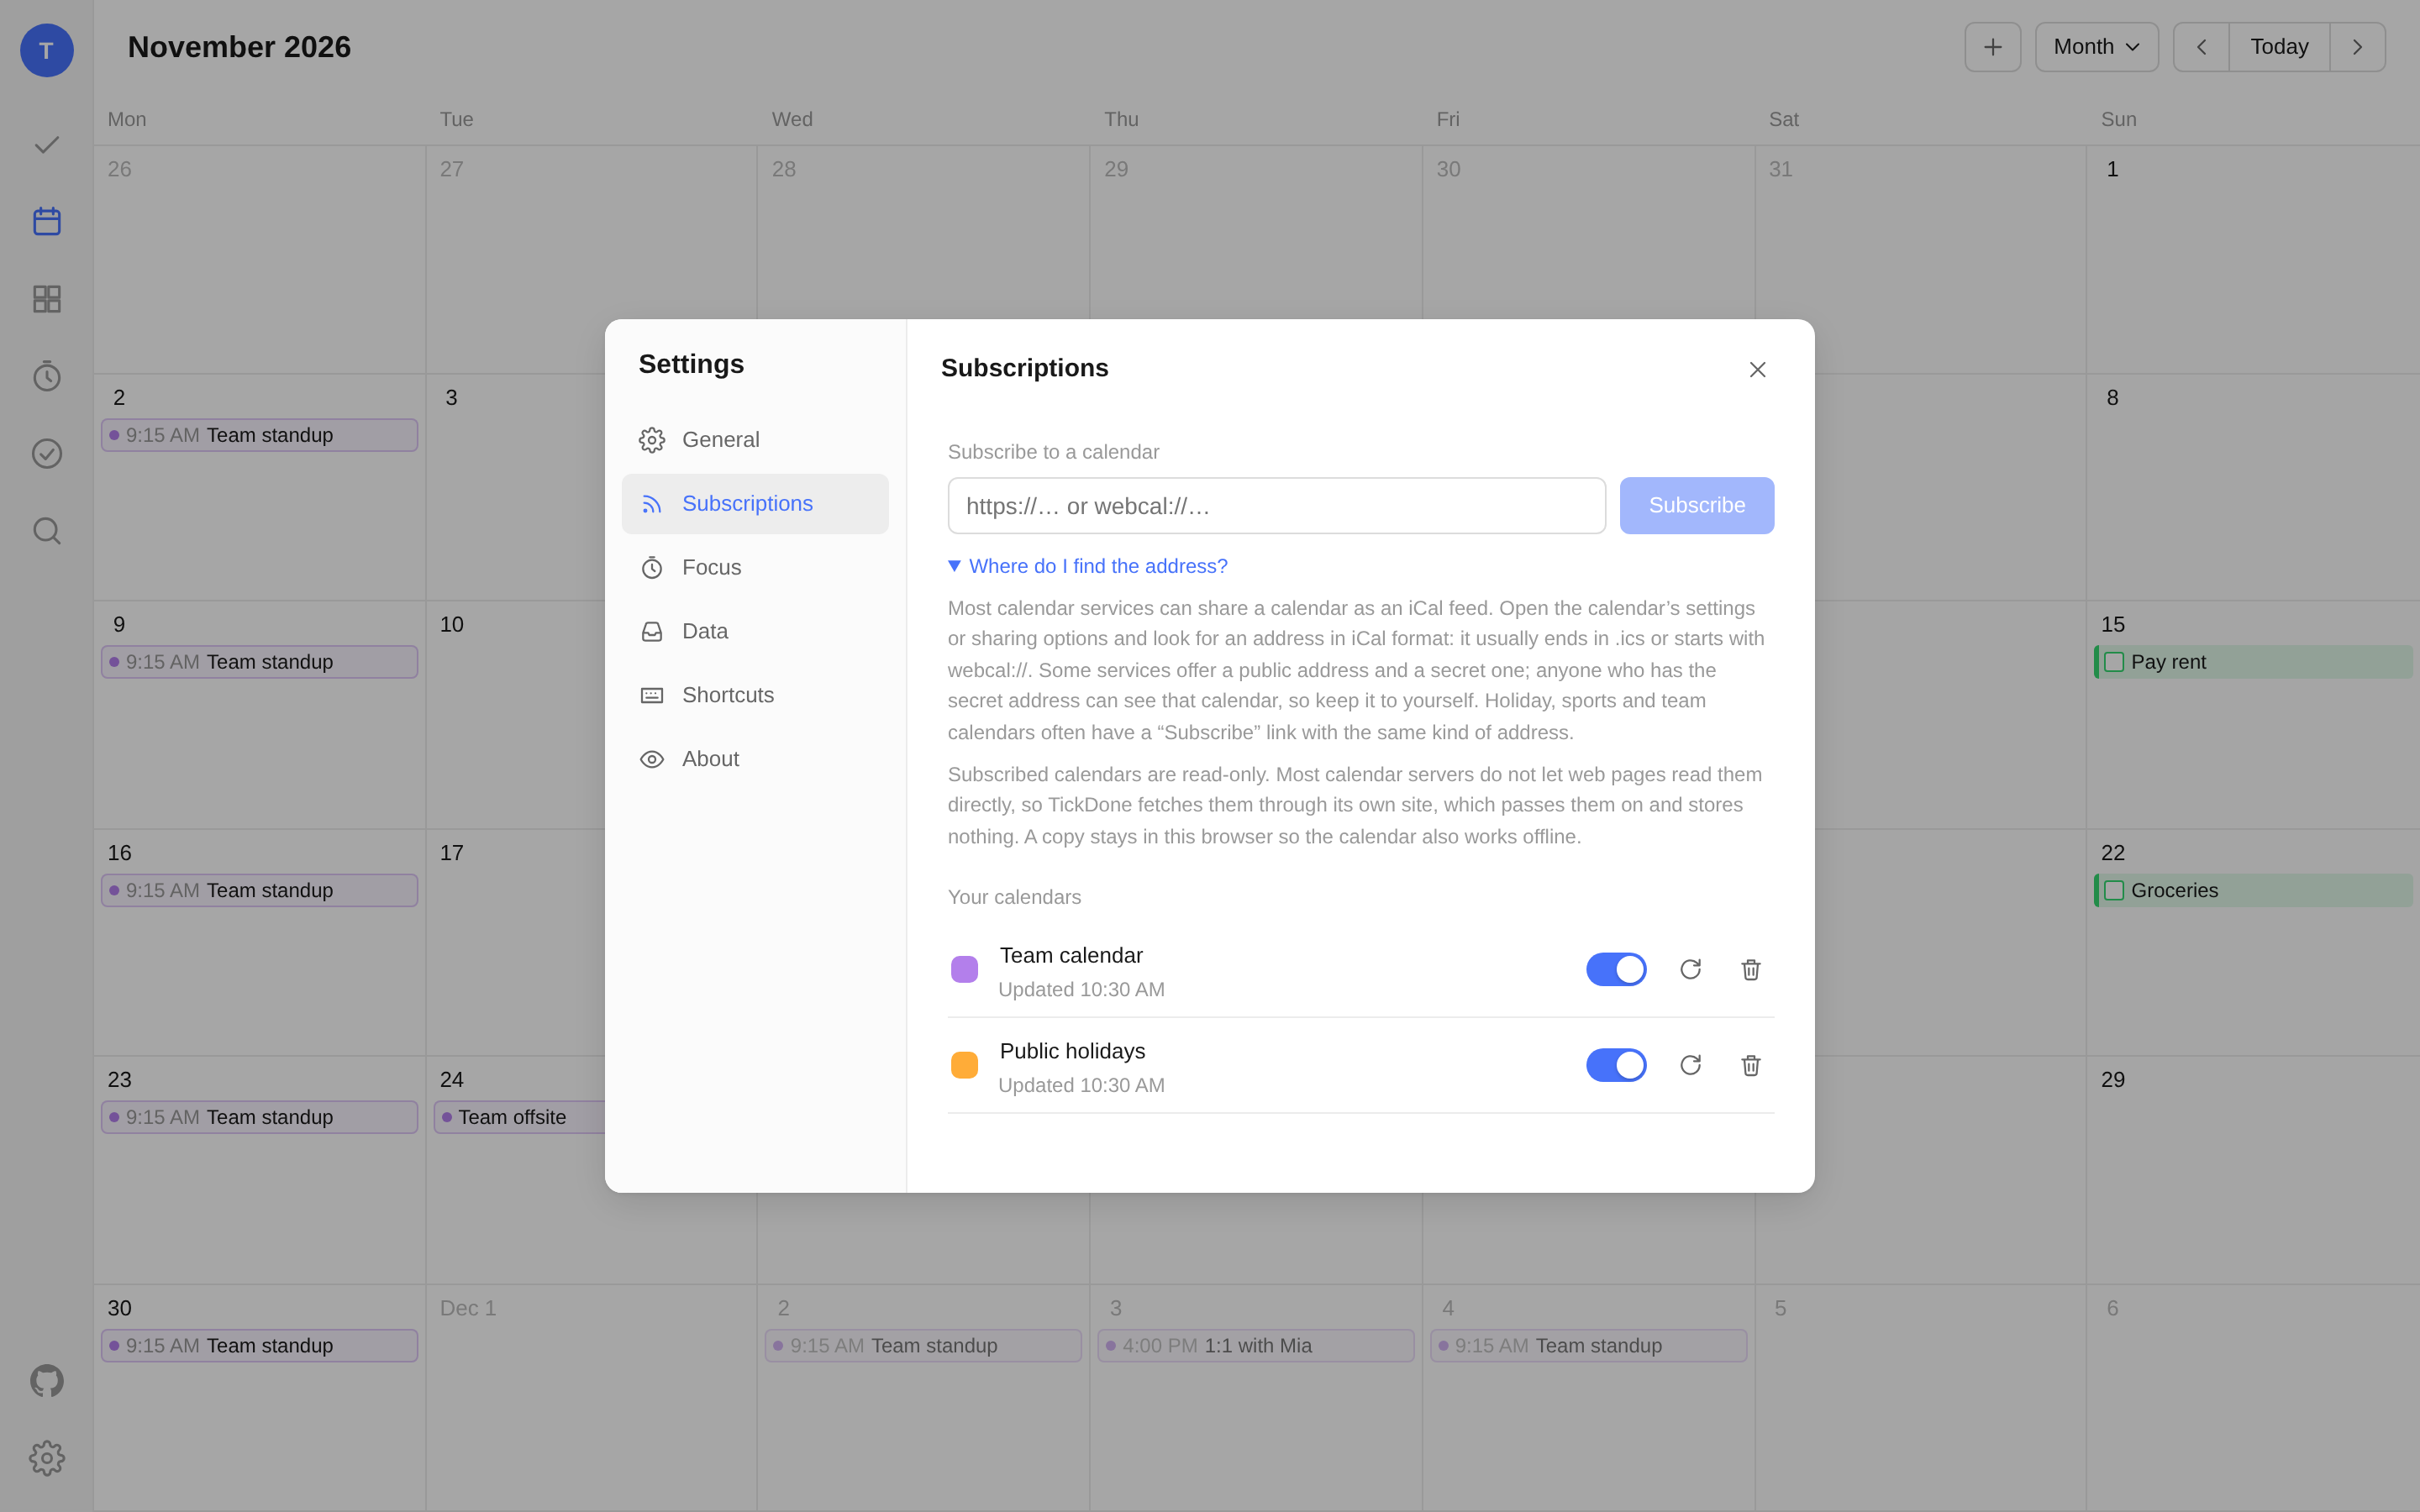 T
November 2026
Month
Today
Mon Tue Wed Thu Fri Sat Sun
26 27 28 29 30 31 1
2 3 8
9:15 AM Team standup
9 10 15
9:15 AM Team standup
Pay rent
16 17 22
9:15 AM Team standup
Groceries
23 24 29
9:15 AM Team standup
Team offsite
30 Dec 1 2 3 4 5 6
9:15 AM Team standup
9:15 AM Team standup
4:00 PM 1:1 with Mia
9:15 AM Team standup
Settings
General
Subscriptions
Focus
Data
Shortcuts
About
Subscriptions
Subscribe to a calendar
https://… or webcal://…
Subscribe
Where do I find the address?
Most calendar services can share a calendar as an iCal feed. Open the calendar’s settings
or sharing options and look for an address in iCal format: it usually ends in .ics or starts with
webcal://. Some services offer a public address and a secret one; anyone who has the
secret address can see that calendar, so keep it to yourself. Holiday, sports and team
calendars often have a “Subscribe” link with the same kind of address.
Subscribed calendars are read-only. Most calendar servers do not let web pages read them
directly, so TickDone fetches them through its own site, which passes them on and stores
nothing. A copy stays in this browser so the calendar also works offline.
Your calendars
Team calendar
Updated 10:30 AM
Public holidays
Updated 10:30 AM